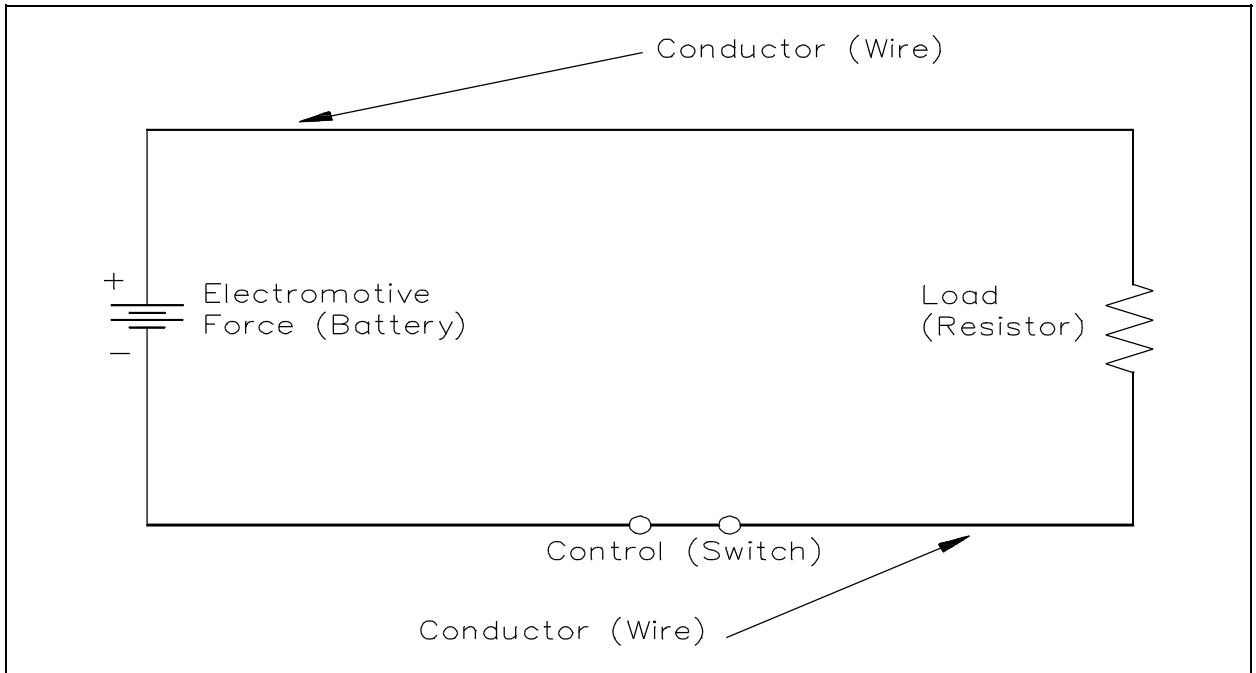 Conductor (Wire)
+
Electromotive
Force (Battery)
−
Load
(Resistor)
Control (Switch)
Conductor (Wire)